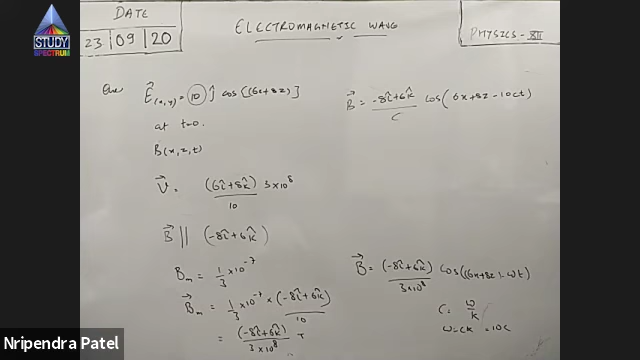 STUDY
SPECTRUM
DATE
23 | 09 | 20
ELECTROMAGNETIC WAVE
PHYSICS - XII
Ques E⃗(x,y) = 10 ĵ cos[(6x+8z)]
at t=0.
B(x,z,t)
V⃗ = (6î+8k̂)/10 3×10⁸
B⃗ || (-8î+6k̂)
Bm = 1/3 ×10⁻⁷
B⃗m = 1/3 ×10⁻⁷ × (-8î+6k̂)/10
= (-8î+6k̂)/3×10⁸ T
B⃗ = -8î+6k̂/c cos(6x+8z-10ct)
B⃗ = (-8î+6k̂)/3×10⁸ cos((6x+8z)-ωt)
C = ω/k
ω=ck = 10c
Nripendra Patel